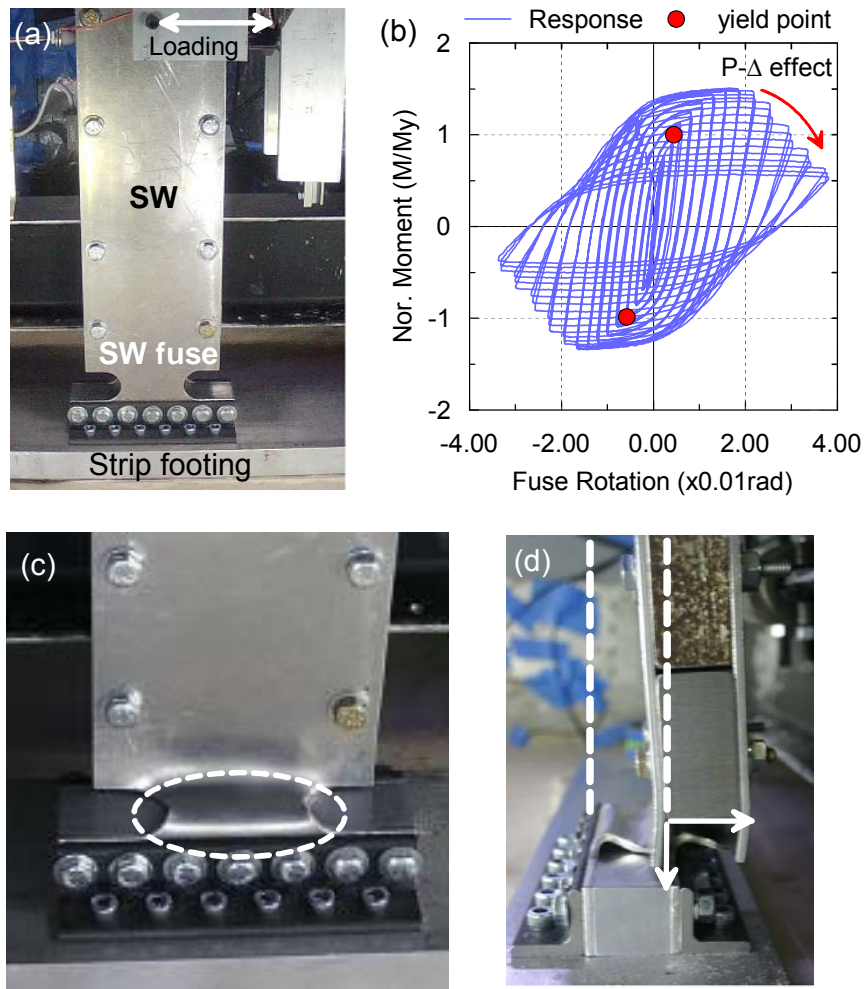 (a)
Loading
SW
SW fuse
Strip footing
(b)
Response
yield point
P-Δ effect
2
1
0
-1
-2
Nor. Moment (M/My)
-4.00
-2.00
0.00
2.00
4.00
Fuse Rotation (x0.01rad)
(c)
(d)